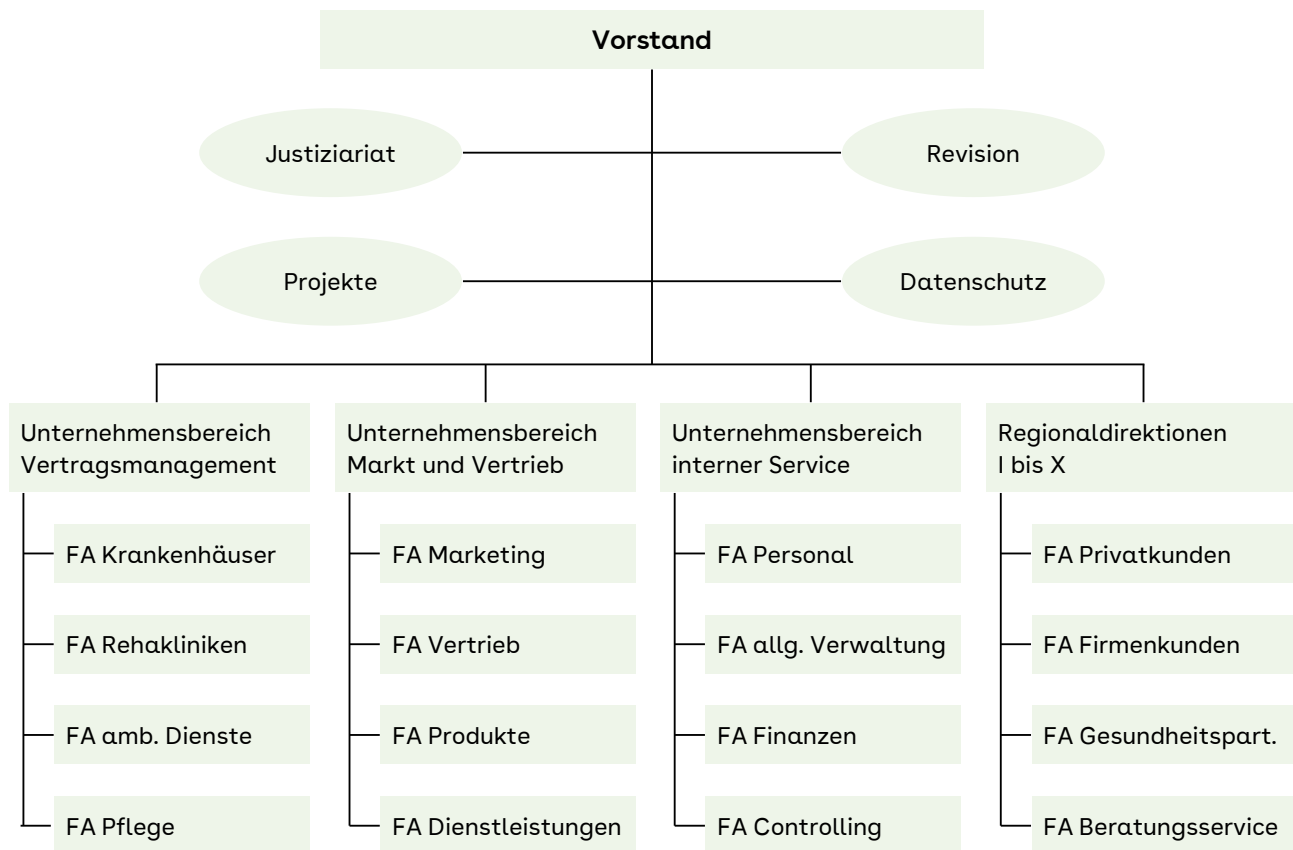 Vorstand
Justiziariat
Revision
Projekte
Datenschutz
Unternehmensbereich
Vertragsmanagement
FA Krankenhäuser
FA Rehakliniken
FA amb. Dienste
FA Pflege
Unternehmensbereich
Markt und Vertrieb
FA Marketing
FA Vertrieb
FA Produkte
FA Dienstleistungen
Unternehmensbereich
interner Service
FA Personal
FA allg. Verwaltung
FA Finanzen
FA Controlling
Regionaldirektionen
I bis X
FA Privatkunden
FA Firmenkunden
FA Gesundheitspart.
FA Beratungsservice